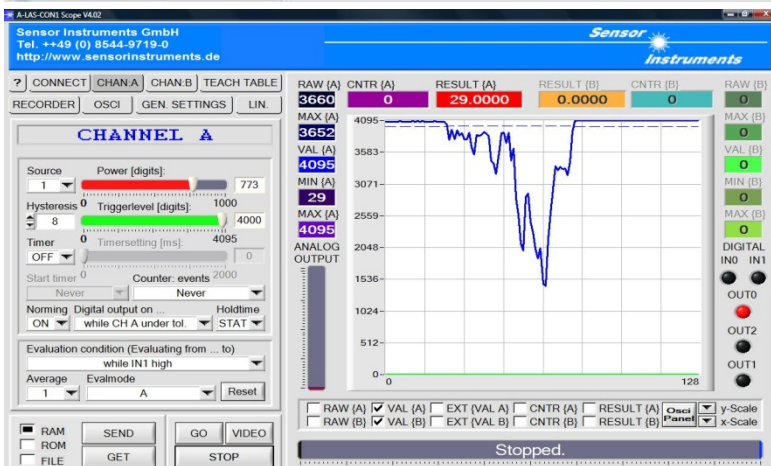 A-LAS-CON1 Scope V4.02
Sensor Instruments GmbH
Tel. ++49 (0) 8544-9719-0
http://www.sensorinstruments.de
Sensor
Instruments
? CONNECT CHAN:A CHAN:B TEACH TABLE
RECORDER OSCI GEN. SETTINGS LIN.
CHANNEL A
Source Power [digits]:
1 773
Hysteresis 0 Triggerlevel [digits]: 1000
8 4000
Timer 0 Timersetting [ms]: 4095
OFF 0
Start timer 0 Counter: events 2000
Never Never
Norming Digital output on ... Holdtime
ON while CH A under tol. STAT
Evaluation condition (Evaluating from ... to)
while IN1 high
Average Evalmode
1 A Reset
RAM SEND GO VIDEO
ROM
FILE GET STOP
RAW {A} CNTR {A} RESULT {A} RESULT {B} CNTR {B} RAW {B}
3660 0 29.0000 0.0000 0 0
MAX {A}
3652
VAL {A}
4095
MIN {A}
29
MAX {A}
4095
ANALOG
OUTPUT
4095-
3583-
3071-
2559-
2048-
1536-
1024-
512-
0-
0 128
MAX {B}
0
VAL {B}
0
MIN {B}
0
MAX {B}
0
DIGITAL
IN0 IN1
OUT0
OUT2
OUT1
RAW {A} VAL {A} EXT {VAL A} CNTR {A} RESULT {A} Osci Panel y-Scale
RAW {B} VAL {B} EXT {VAL B} CNTR {B} RESULT {B} x-Scale
Stopped.